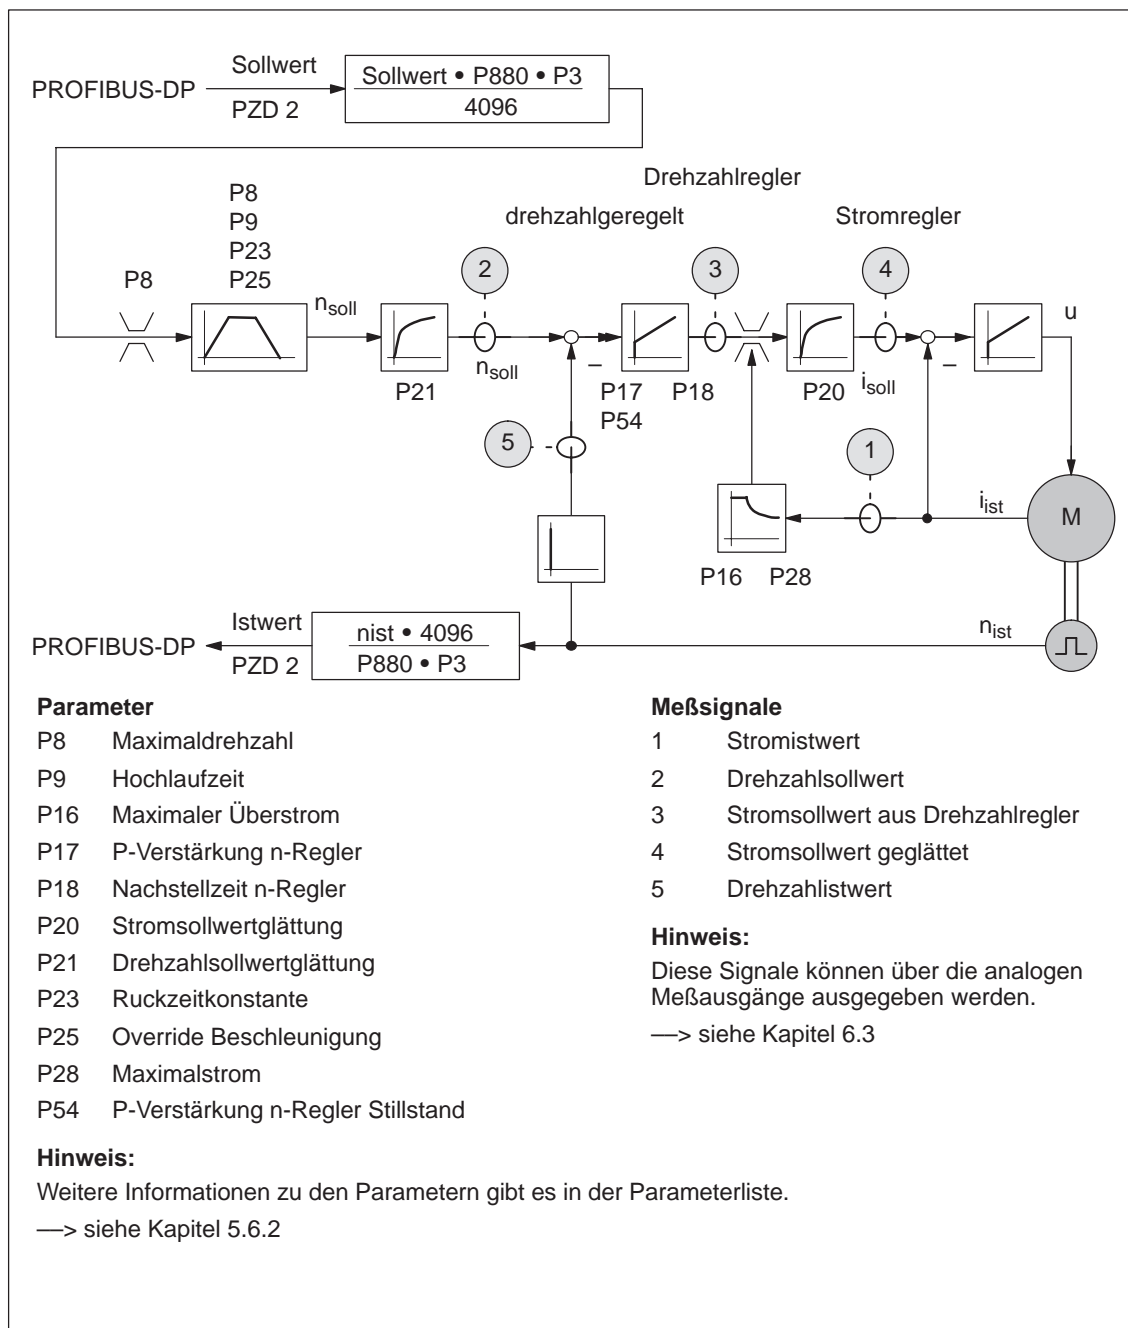 PROFIBUS-DP
Sollwert
PZD 2
Sollwert • P880 • P3
4096
Drehzahlregler
drehzahlgeregelt
Stromregler
P8
P9
P23
P25
P8
n soll
2
3
4
u
n soll
P21
P17
P54
P18
P20
i soll
–
–
5
1
i ist
M
P16
P28
n ist
PROFIBUS-DP
Istwert
PZD 2
nist • 4096
P880 • P3
Parameter
P8 Maximaldrehzahl
P9 Hochlaufzeit
P16 Maximaler Überstrom
P17 P-Verstärkung n-Regler
P18 Nachstellzeit n-Regler
P20 Stromsollwertglättung
P21 Drehzahlsollwertglättung
P23 Ruckzeitkonstante
P25 Override Beschleunigung
P28 Maximalstrom
P54 P-Verstärkung n-Regler Stillstand
Hinweis:
Weitere Informationen zu den Parametern gibt es in der Parameterliste.
––> siehe Kapitel 5.6.2
Meßsignale
1 Stromistwert
2 Drehzahlsollwert
3 Stromsollwert aus Drehzahlregler
4 Stromsollwert geglättet
5 Drehzahlistwert
Hinweis:
Diese Signale können über die analogen
Meßausgänge ausgegeben werden.
––> siehe Kapitel 6.3